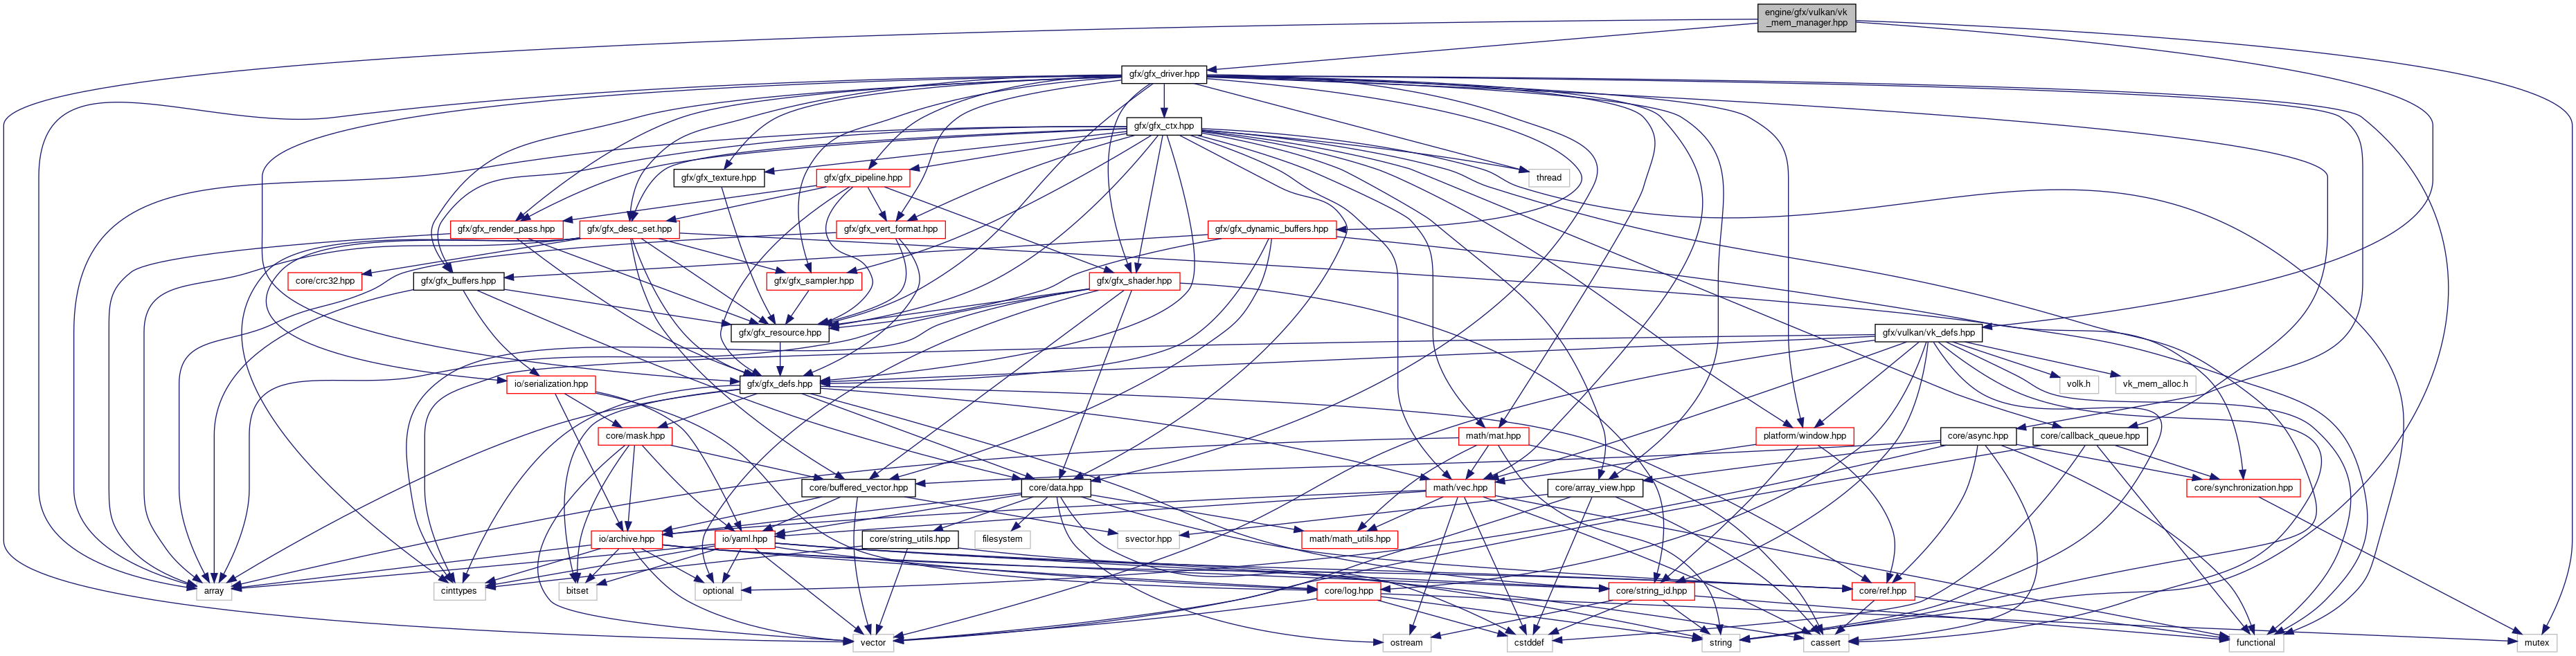 engine/gfx/vulkan/vk
_mem_manager.hpp
gfx/gfx_driver.hpp
gfx/gfx_ctx.hpp
gfx/gfx_texture.hpp
gfx/gfx_pipeline.hpp
thread
gfx/gfx_render_pass.hpp
gfx/gfx_desc_set.hpp
gfx/gfx_vert_format.hpp
gfx/gfx_dynamic_buffers.hpp
core/crc32.hpp
gfx/gfx_buffers.hpp
gfx/gfx_sampler.hpp
gfx/gfx_shader.hpp
gfx/gfx_resource.hpp
gfx/vulkan/vk_defs.hpp
io/serialization.hpp
gfx/gfx_defs.hpp
volk.h
vk_mem_alloc.h
core/mask.hpp
math/mat.hpp
platform/window.hpp
core/async.hpp
core/callback_queue.hpp
core/buffered_vector.hpp
core/data.hpp
math/vec.hpp
core/array_view.hpp
core/synchronization.hpp
io/archive.hpp
io/yaml.hpp
core/string_utils.hpp
filesystem
svector.hpp
math/math_utils.hpp
array
cinttypes
bitset
optional
core/log.hpp
core/string_id.hpp
core/ref.hpp
vector
ostream
cstddef
string
cassert
functional
mutex